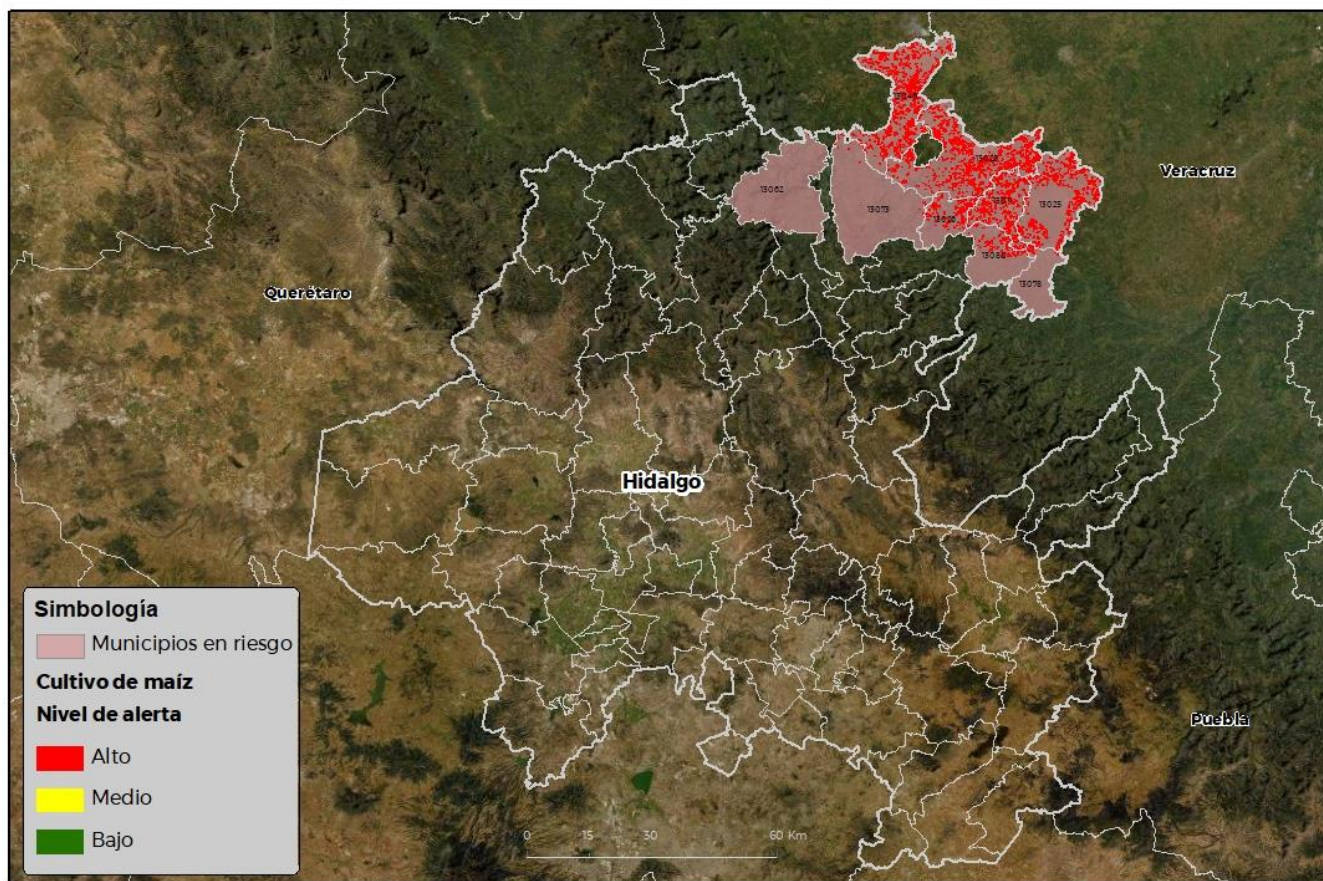 13062
13073
13025
13078
Veracruz
Querétaro
Hidalgo
Puebla
Simbología
Municipios en riesgo
Cultivo de maíz
Nivel de alerta
Alto
Medio
Bajo
0 15 30 60 Km